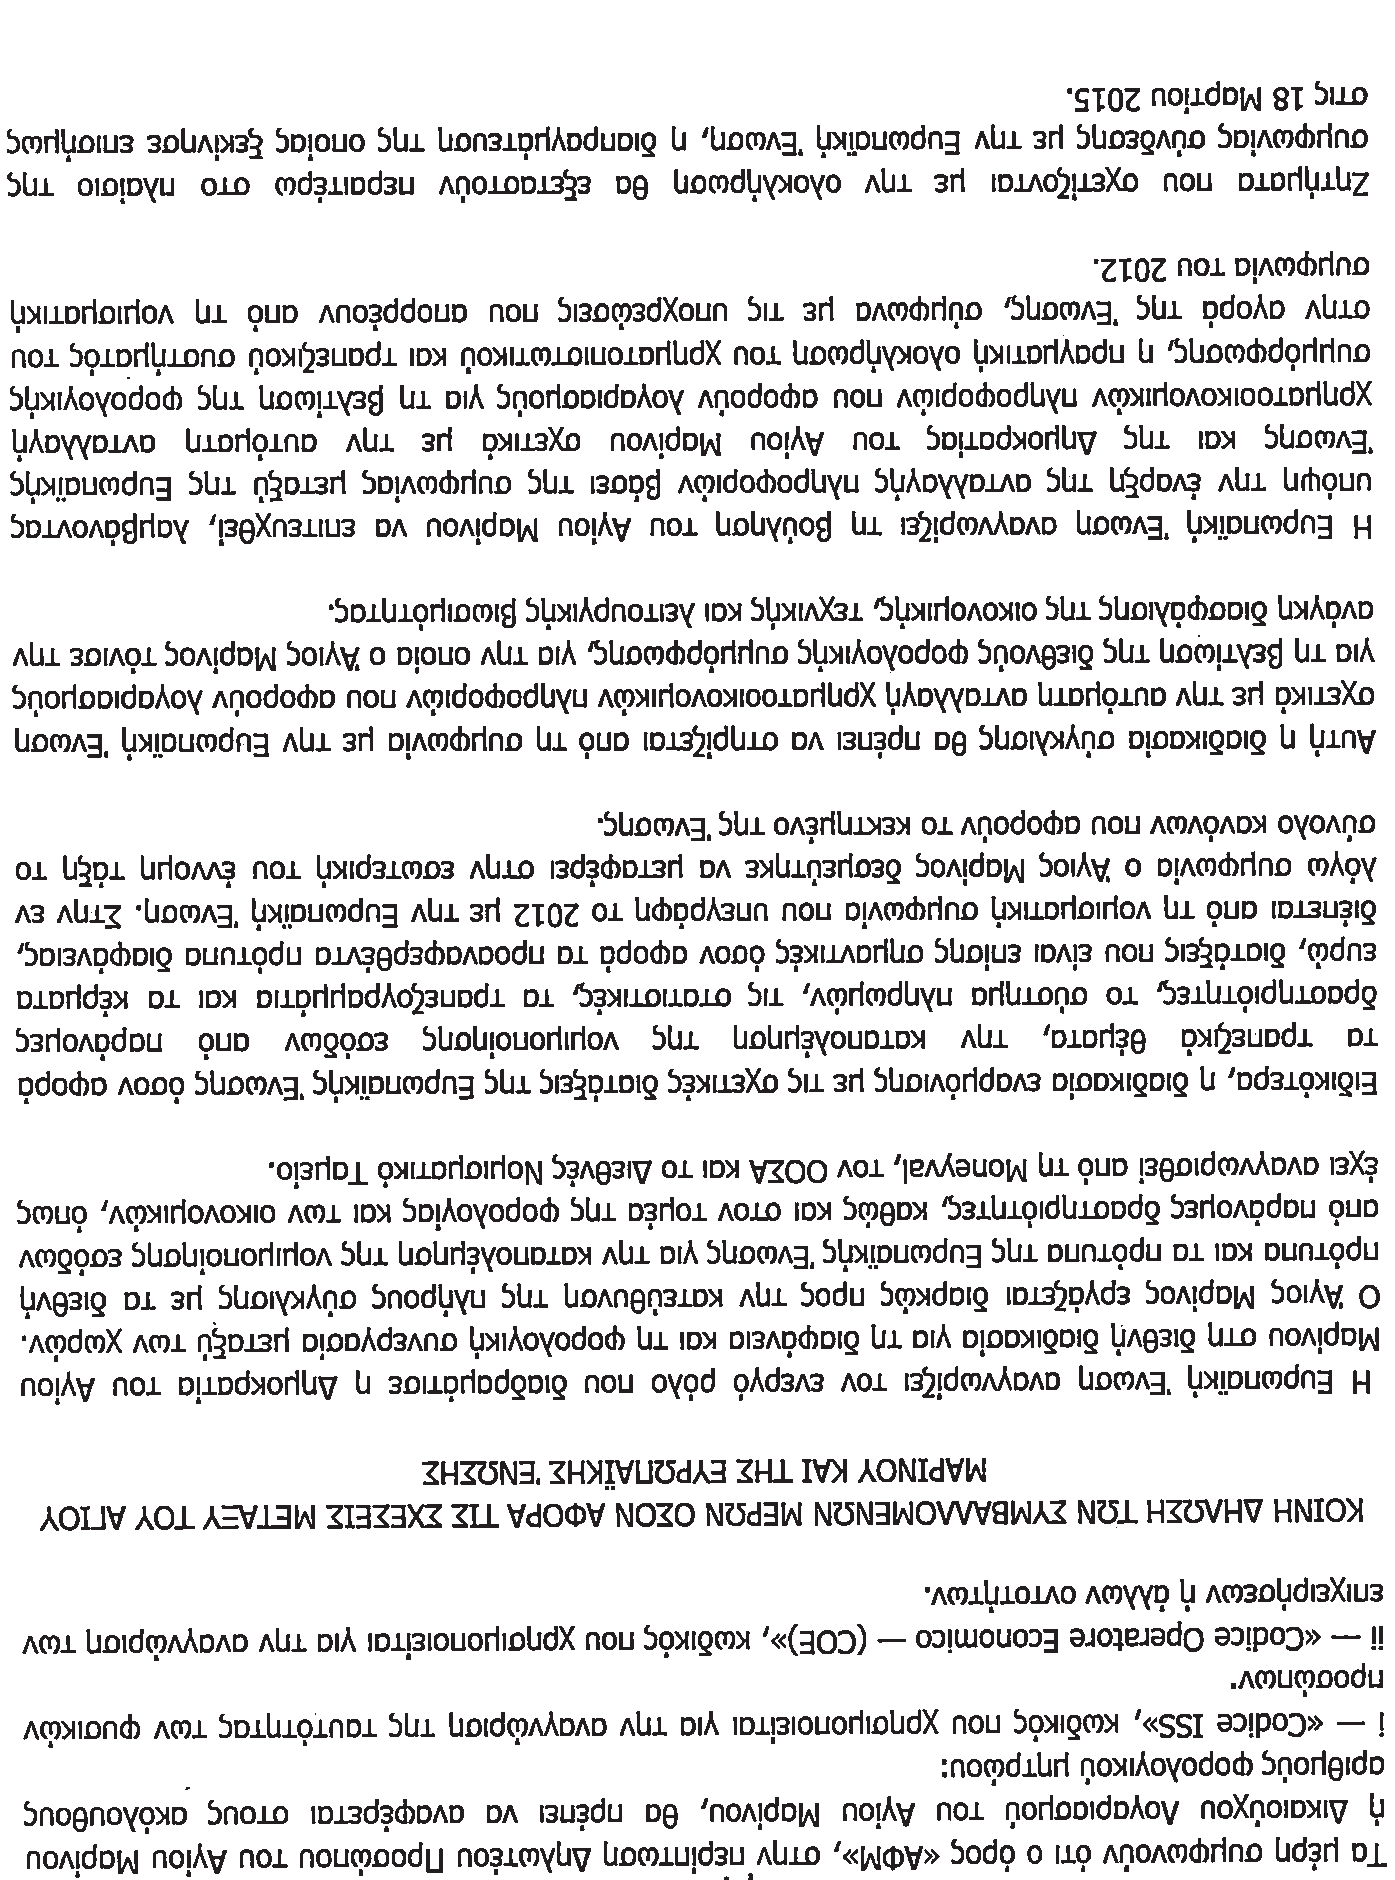 Τα μέρη συμφωνούν ότι ο όρος «ΑΦΜ», στην περίπτωση Δηλωτέου Προσώπου του Αγίου Μαρίνου
ή Δικαιούχου Λογαριασμού του Αγίου Μαρίνου, θα πρέπει να αναφέρεται στους ακόλουθους
αριθμούς φορολογικού μητρώου:
i — «Codice ISS», κωδικός που χρησιμοποιείται για την αναγνώριση της ταυτότητας των φυσικών
προσώπων.
ii — «Codice Operatore Economico — (COE)», κωδικός που χρησιμοποιείται για την αναγνώριση των
επιχειρήσεων ή άλλων οντοτήτων.
ΚΟΙΝΗ ΔΗΛΩΣΗ ΤΩΝ ΣΥΜΒΑΛΛΟΜΕΝΩΝ ΜΕΡΩΝ ΟΣΟΝ ΑΦΟΡΑ ΤΙΣ ΣΧΕΣΕΙΣ ΜΕΤΑΞΥ ΤΟΥ ΑΓΙΟΥ
ΜΑΡΙΝΟΥ ΚΑΙ ΤΗΣ ΕΥΡΩΠΑΪΚΗΣ ΈΝΩΣΗΣ
Η Ευρωπαϊκή Ένωση αναγνωρίζει τον ενεργό ρόλο που διαδραμάτισε η Δημοκρατία του Αγίου
Μαρίνου στη διεθνή διαδικασία για τη διαφάνεια και τη φορολογική συνεργασία μεταξύ των χωρών.
Ο Άγιος Μαρίνος εργάζεται διαρκώς προς την κατεύθυνση της πλήρους σύγκλισης με τα διεθνή
πρότυπα και τα πρότυπα της Ευρωπαϊκής Ένωσης για την καταπολέμηση της νομιμοποίησης εσόδων
από παράνομες δραστηριότητες, καθώς και στον τομέα της φορολογίας και των οικονομικών, όπως
έχει αναγνωρισθεί από τη Moneyval, τον ΟΟΣΑ και το Διεθνές Νομισματικό Ταμείο.
Ειδικότερα, η διαδικασία εναρμόνισης με τις σχετικές διατάξεις της Ευρωπαϊκής Ένωσης όσον αφορά
τα τραπεζικά θέματα, την καταπολέμηση της νομιμοποίησης εσόδων από παράνομες
δραστηριότητες, το σύστημα πληρωμών, τις στατιστικές, τα τραπεζογραμμάτια και τα κέρματα
ευρώ, διατάξεις που είναι επίσης σημαντικές όσον αφορά τα προαναφερθέντα πρότυπα διαφάνειας,
διέπεται από τη νομισματική συμφωνία που υπεγράφη το 2012 με την Ευρωπαϊκή Ένωση. Στην εν
λόγω συμφωνία ο Άγιος Μαρίνος δεσμεύτηκε να μεταφέρει στην εσωτερική του έννομη τάξη το
σύνολο κανόνων που αφορούν το κεκτημένο της Ένωσης.
Αυτή η διαδικασία σύγκλισης θα πρέπει να στηρίζεται από τη συμφωνία με την Ευρωπαϊκή Ένωση
σχετικά με την αυτόματη ανταλλαγή χρηματοοικονομικών πληροφοριών που αφορούν λογαριασμούς
για τη βελτίωση της διεθνούς φορολογικής συμμόρφωσης, για την οποία ο Άγιος Μαρίνος τόνισε την
ανάγκη διασφάλισης της οικονομικής, τεχνικής και λειτουργικής βιωσιμότητας.
Η Ευρωπαϊκή Ένωση αναγνωρίζει τη βούληση του Αγίου Μαρίνου να επιτευχθεί, λαμβάνοντας
υπόψη την έναρξη της ανταλλαγής πληροφοριών βάσει της συμφωνίας μεταξύ της Ευρωπαϊκής
Ένωσης και της Δημοκρατίας του Αγίου Μαρίνου σχετικά με την αυτόματη ανταλλαγή
χρηματοοικονομικών πληροφοριών που αφορούν λογαριασμούς για τη βελτίωση της φορολογικής
συμμόρφωσης, η πραγματική ολοκλήρωση του χρηματοπιστωτικού και τραπεζικού συστήματός του
στην αγορά της Ένωσης, σύμφωνα με τις υποχρεώσεις που απορρέουν από τη νομισματική
συμφωνία του 2012.
Ζητήματα που σχετίζονται με την ολοκλήρωση θα εξεταστούν περαιτέρω στο πλαίσιο της
συμφωνίας σύνδεσης με την Ευρωπαϊκή Ένωση, η διαπραγμάτευση της οποίας ξεκίνησε επισήμως
στις 18 Μαρτίου 2015.